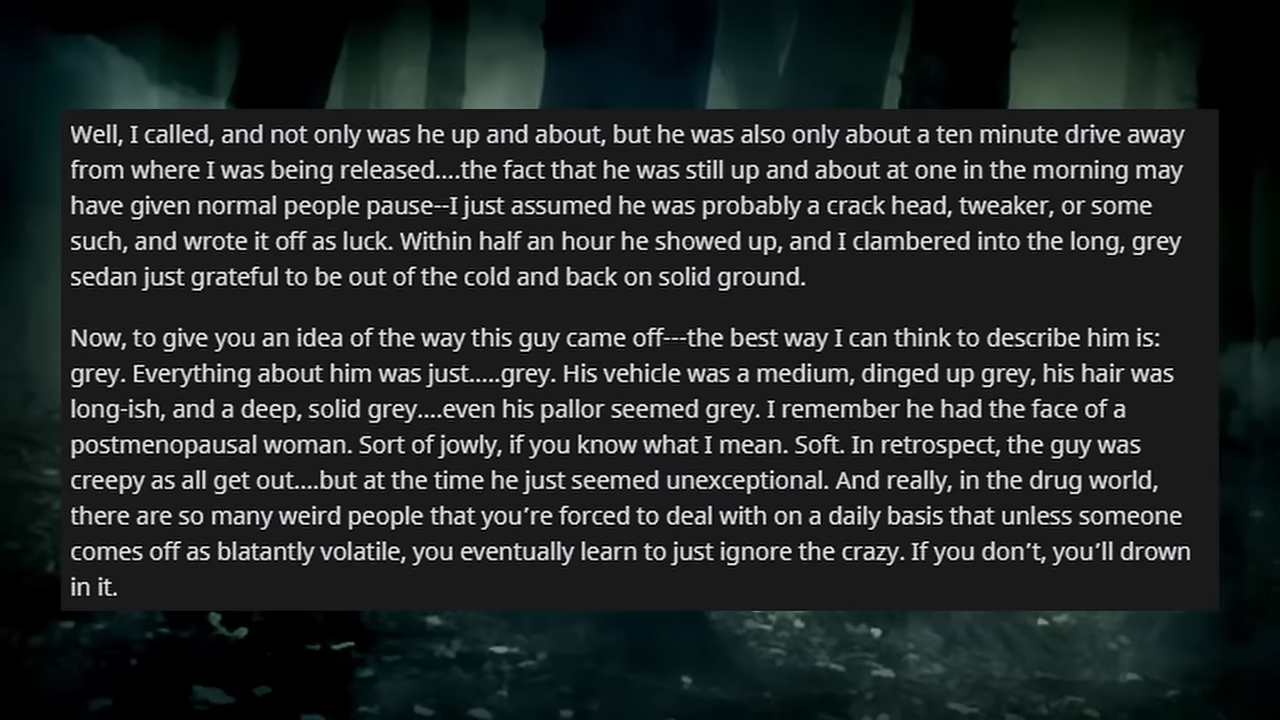 Well, I called, and not only was he up and about, but he was also only about a ten minute drive away
from where I was being released....the fact that he was still up and about at one in the morning may
have given normal people pause--I just assumed he was probably a crack head, tweaker, or some
such, and wrote it off as luck. Within half an hour he showed up, and I clambered into the long, grey
sedan just grateful to be out of the cold and back on solid ground.
Now, to give you an idea of the way this guy came off---the best way I can think to describe him is:
grey. Everything about him was just.....grey. His vehicle was a medium, dinged up grey, his hair was
long-ish, and a deep, solid grey....even his pallor seemed grey. I remember he had the face of a
postmenopausal woman. Sort of jowly, if you know what I mean. Soft. In retrospect, the guy was
creepy as all get out....but at the time he just seemed unexceptional. And really, in the drug world,
there are so many weird people that you’re forced to deal with on a daily basis that unless someone
comes off as blatantly volatile, you eventually learn to just ignore the crazy. If you don’t, you’ll drown
in it.